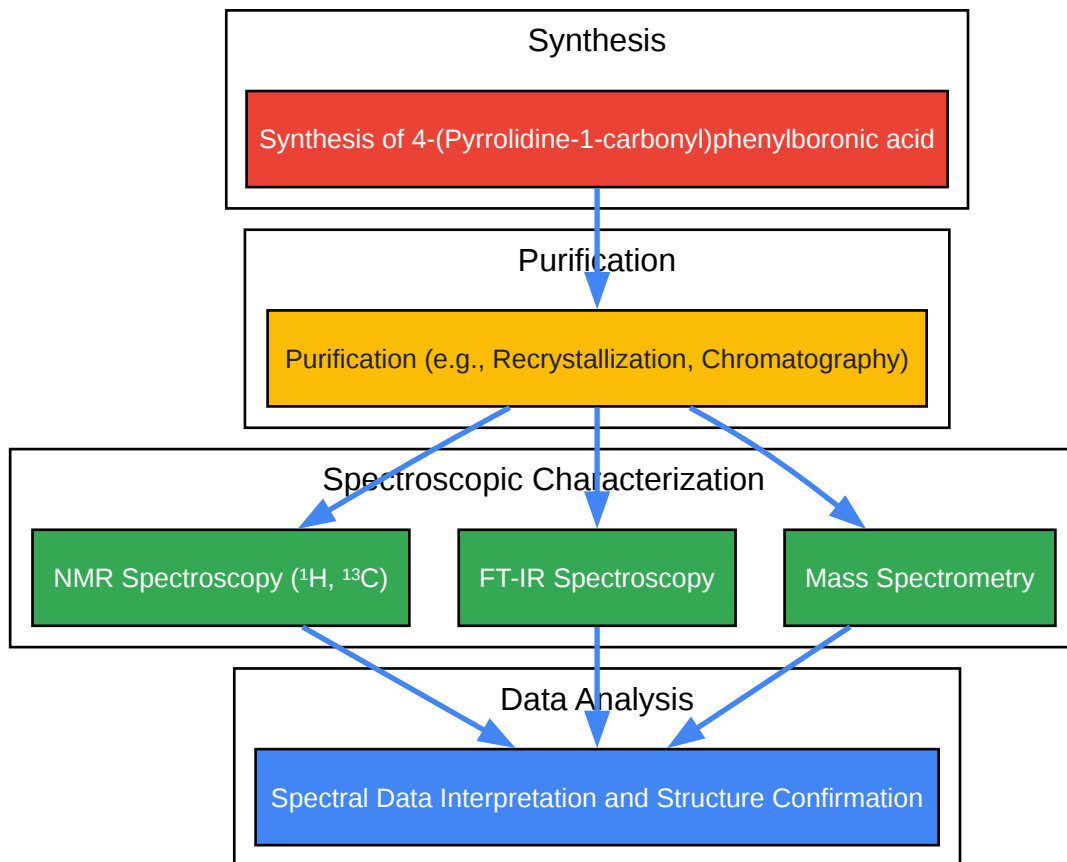 Synthesis
Synthesis of 4-(Pyrrolidine-1-carbonyl)phenylboronic acid
Purification
Purification (e.g., Recrystallization, Chromatography)
Spectroscopic Characterization
NMR Spectroscopy (¹H, ¹³C)
FT-IR Spectroscopy
Mass Spectrometry
Data Analysis
Spectral Data Interpretation and Structure Confirmation